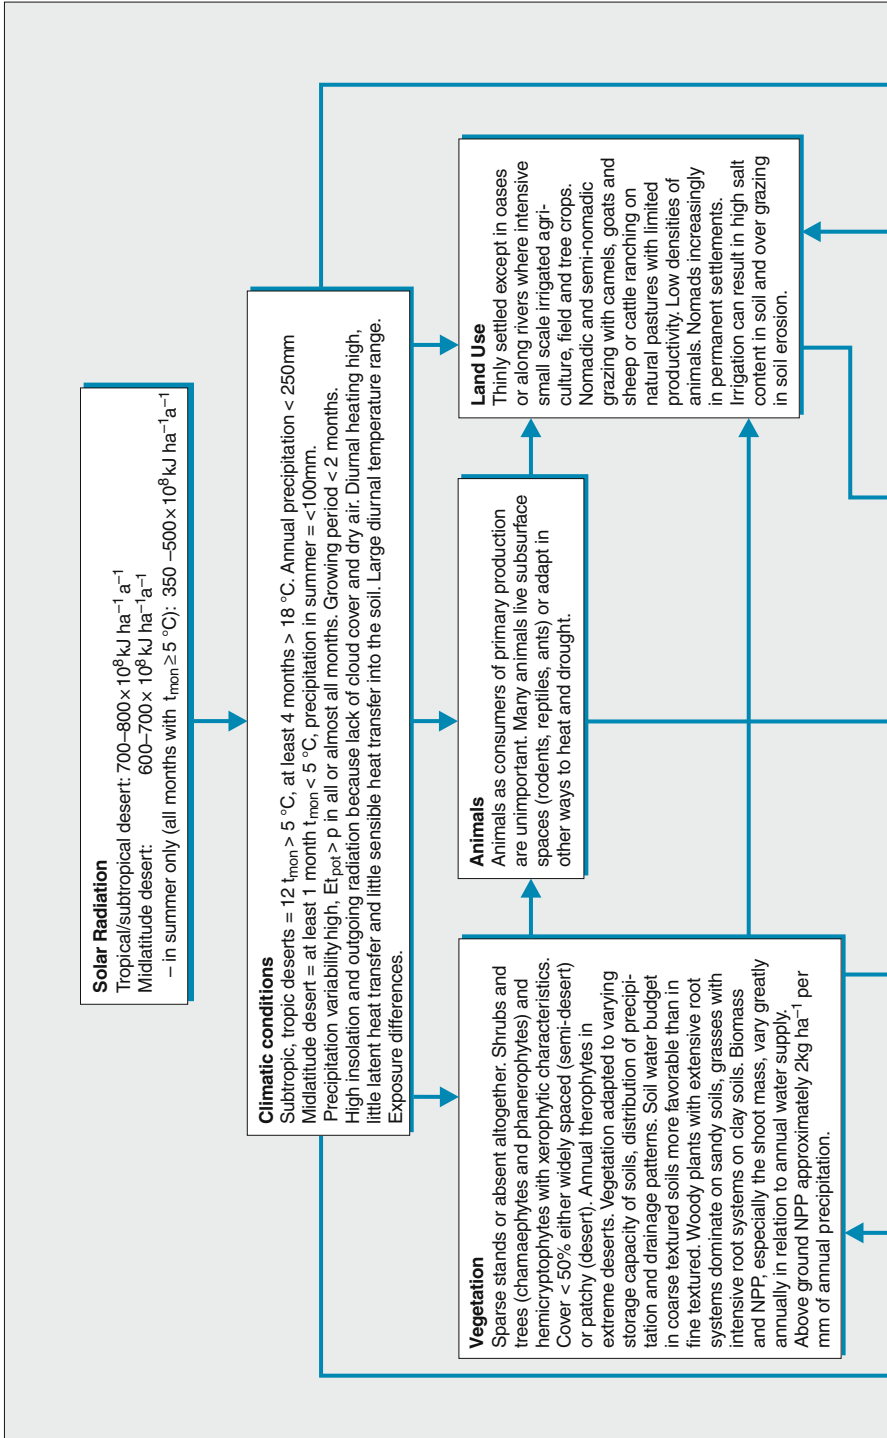 Solar Radiation
Tropical/subtropical desert: 700–800×10⁸kJ ha⁻¹ a⁻¹
Midlatitude desert: 600–700× 10⁸ kJ ha⁻¹a⁻¹
– in summer only (all months with tmon ≥ 5 °C): 350 –500×10⁸kJ ha⁻¹a⁻¹
Climatic conditions
Subtropic, tropic deserts = 12 tmon > 5 °C, at least 4 months > 18 °C. Annual precipitation < 250mm
Midlatitude desert = at least 1 month tmon < 5 °C, precipitation in summer = <100mm.
Precipitation variability high, Etpot > p in all or almost all months. Growing period < 2 months.
High insolation and outgoing radiation because lack of cloud cover and dry air. Diurnal heating high,
little latent heat transfer and little sensible heat transfer into the soil. Large diurnal temperature range.
Exposure differences.
Vegetation
Sparse stands or absent altogether. Shrubs and
trees (chamaephytes and phanerophytes) and
hemicryptophytes with xerophytic characteristics.
Cover < 50% either widely spaced (semi-desert)
or patchy (desert). Annual therophytes in
extreme deserts. Vegetation adapted to varying
storage capacity of soils, distribution of precipi-
tation and drainage patterns. Soil water budget
in coarse textured soils more favorable than in
fine textured. Woody plants with extensive root
systems dominate on sandy soils, grasses with
intensive root systems on clay soils. Biomass
and NPP, especially the shoot mass, vary greatly
annually in relation to annual water supply.
Above ground NPP approximately 2kg ha⁻¹ per
mm of annual precipitation.
Animals
Animals as consumers of primary production
are unimportant. Many animals live subsurface
spaces (rodents, reptiles, ants) or adapt in
other ways to heat and drought.
Land Use
Thinly settled except in oases
or along rivers where intensive
small scale irrigated agri-
culture, field and tree crops.
Nomadic and semi-nomadic
grazing with camels, goats and
sheep or cattle ranching on
natural pastures with limited
productivity. Low densities of
animals. Nomads increasingly
in permanent settlements.
Irrigation can result in high salt
content in soil and over grazing
in soil erosion.